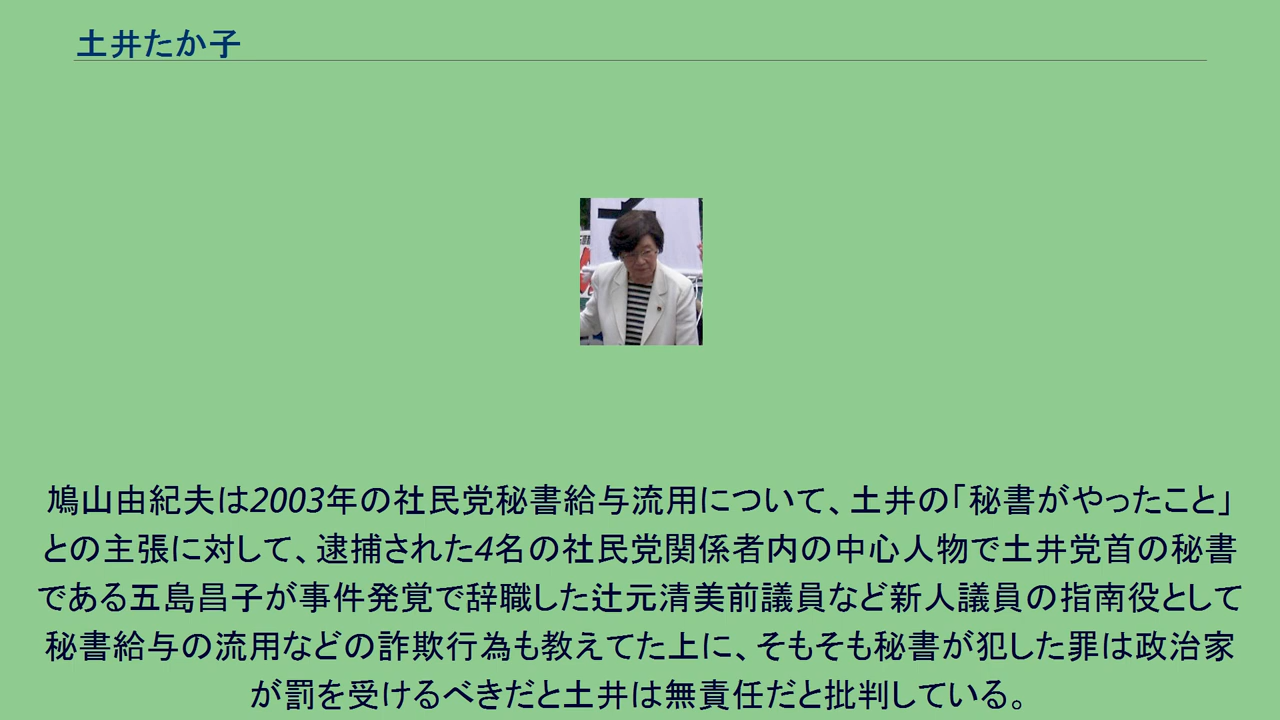 土井たか子
鳩山由紀夫は2003年の社民党秘書給与流用について、土井の「秘書がやったこと」
との主張に対して、逮捕された4名の社民党関係者内の中心人物で土井党首の秘書
である五島昌子が事件発覚で辞職した辻元清美前議員など新人議員の指南役として
秘書給与の流用などの詐欺行為も教えてた上に、そもそも秘書が犯した罪は政治家
が罰を受けるべきだと土井は無責任だと批判している。